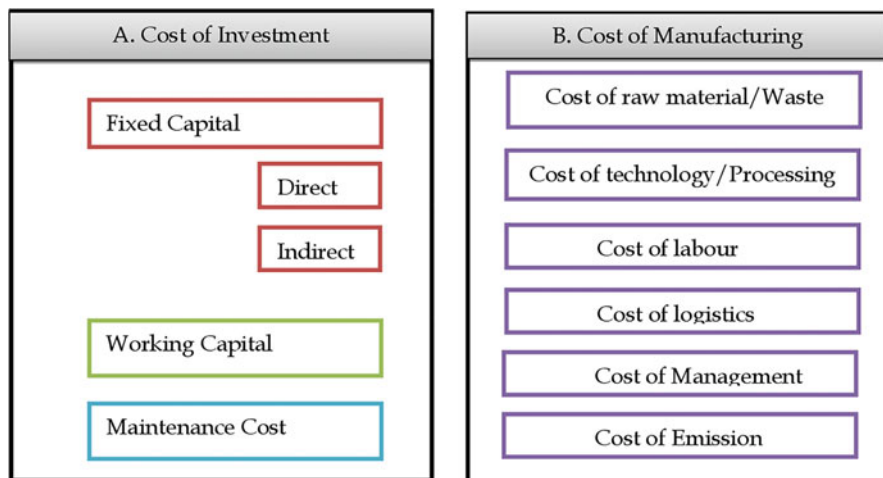 A. Cost of Investment
Fixed Capital
Direct
Indirect
Working Capital
Maintenance Cost
B. Cost of Manufacturing
Cost of raw material/Waste
Cost of technology/Processing
Cost of labour
Cost of logistics
Cost of Management
Cost of Emission